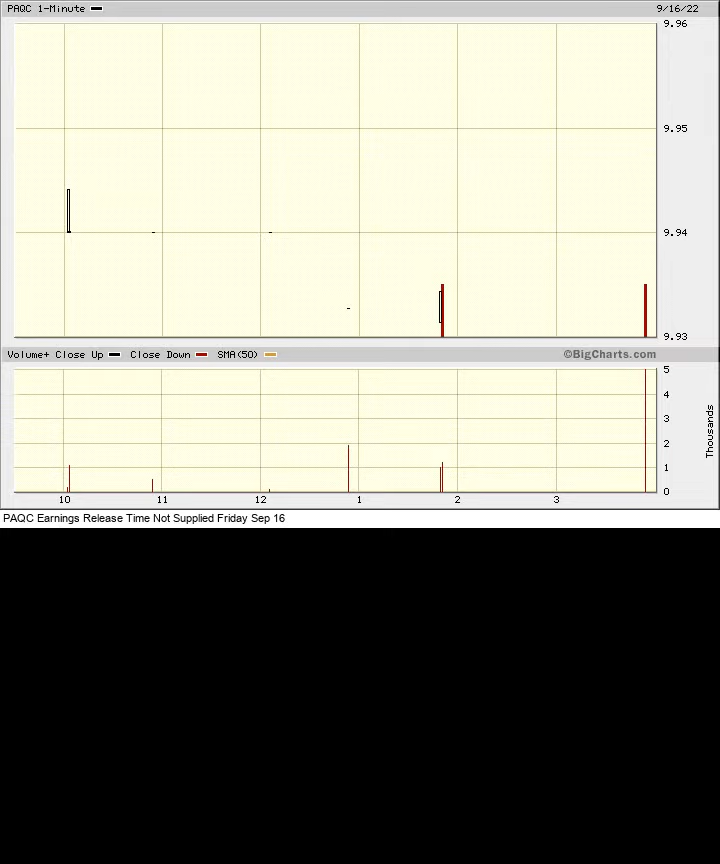 PAQC 1-Minute 9/16/22
9.96
9.95
9.94
9.93
Volume+ Close Up Close Down SMA(50) ©BigCharts.com
5
4
3
2
1
0
Thousands
10 11 12 1 2 3
PAQC Earnings Release Time Not Supplied Friday Sep 16